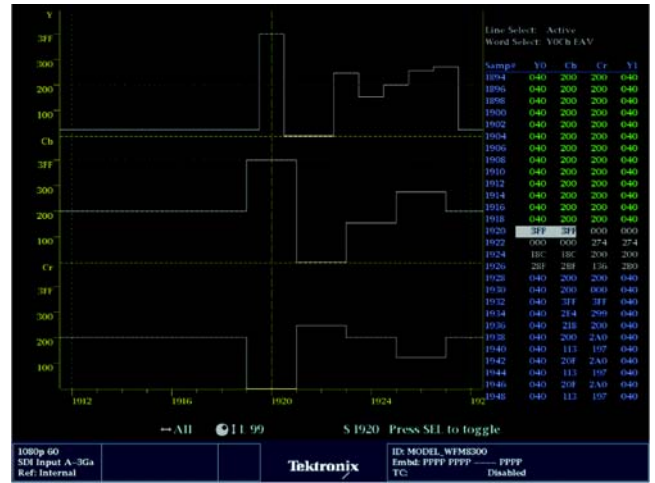 Y
3FF
300
200
100
Cb
3FF
300
200
100
Cr
3FF
300
200
100
1912 1916 1920 1924 192
Line Select: Active
Word Select: Y0Cb EAV
Samp# Y0 Cb Cr Y1
1894 040 200 200 040
1896 040 200 200 040
1898 040 200 200 040
1900 040 200 200 040
1902 040 200 200 040
1904 040 200 200 040
1906 040 200 200 040
1908 040 200 200 040
1910 040 200 200 040
1912 040 200 200 040
1914 040 200 200 040
1916 040 200 200 040
1918 040 200 200 040
1920 3FF 3FF 000 000
1922 000 000 274 274
1924 18C 18C 200 200
1926 28F 28F 136 2B0
1928 040 200 200 040
1930 040 200 000 040
1932 040 3FF 3FF 040
1934 040 2F4 299 040
1936 040 218 200 040
1938 040 200 2A0 040
1940 040 113 197 040
1942 040 20F 2A0 040
1944 040 113 197 040
1946 040 20F 2A0 040
1948 040 113 197 040
↔All L 99 S 1920 Press SEL to toggle
1080p 60
SDI Input A–3Ga
Ref: Internal
Tektronix
ID: MODEL_WFM8300
Embd: PPPP PPPP ---- PPPP
TC: Disabled